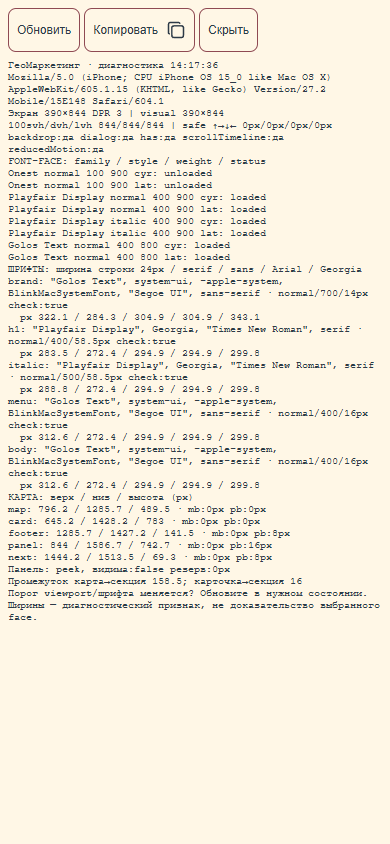 Обновить Копировать Скрыть
ГеоМаркетинг · диагностика 14:17:36
Mozilla/5.0 (iPhone; CPU iPhone OS 15_0 like Mac OS X)
AppleWebKit/605.1.15 (KHTML, like Gecko) Version/27.2
Mobile/15E148 Safari/604.1
Экран 390×844 DPR 3 | visual 390×844
100svh/dvh/lvh 844/844/844 | safe ↑→↓← 0px/0px/0px/0px
backdrop:да dialog:да has:да scrollTimeline:да
reducedMotion:да
FONT-FACE: family / style / weight / status
Onest normal 100 900 cyr: unloaded
Onest normal 100 900 lat: unloaded
Playfair Display normal 400 900 cyr: loaded
Playfair Display normal 400 900 lat: loaded
Playfair Display italic 400 900 cyr: loaded
Playfair Display italic 400 900 lat: loaded
Golos Text normal 400 800 cyr: loaded
Golos Text normal 400 800 lat: loaded
ШРИФТЫ: ширина строки 24px / serif / sans / Arial / Georgia
brand: "Golos Text", system-ui, -apple-system,
BlinkMacSystemFont, "Segoe UI", sans-serif · normal/700/14px
check:true
px 322.1 / 284.3 / 304.9 / 304.9 / 343.1
h1: "Playfair Display", Georgia, "Times New Roman", serif ·
normal/400/58.5px check:true
px 283.5 / 272.4 / 294.9 / 294.9 / 299.8
italic: "Playfair Display", Georgia, "Times New Roman", serif
· normal/500/58.5px check:true
px 288.8 / 272.4 / 294.9 / 294.9 / 299.8
menu: "Golos Text", system-ui, -apple-system,
BlinkMacSystemFont, "Segoe UI", sans-serif · normal/400/16px
check:true
px 312.6 / 272.4 / 294.9 / 294.9 / 299.8
body: "Golos Text", system-ui, -apple-system,
BlinkMacSystemFont, "Segoe UI", sans-serif · normal/400/16px
check:true
px 312.6 / 272.4 / 294.9 / 294.9 / 299.8
КАРТА: верх / низ / высота (px)
map: 796.2 / 1285.7 / 489.5 · mb:0px pb:0px
card: 645.2 / 1428.2 / 783 · mb:0px pb:0px
footer: 1285.7 / 1427.2 / 141.5 · mb:0px pb:8px
panel: 844 / 1586.7 / 742.7 · mb:0px pb:16px
next: 1444.2 / 1513.5 / 69.3 · mb:0px pb:8px
Панель: peek, видима:false резерв:0px
Промежуток карта→секция 158.5; карточка→секция 16
Порог viewport/шрифта меняется? Обновите в нужном состоянии.
Ширины — диагностический признак, не доказательство выбранного
face.